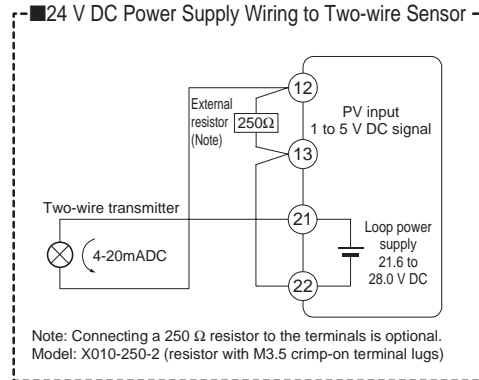 ■24 V DC Power Supply Wiring to Two-wire Sensor
12
External
resistor
(Note)
250Ω
PV input
1 to 5 V DC signal
13
Two-wire transmitter
21
4-20mADC
Loop power
supply
21.6 to
28.0 V DC
22
Note: Connecting a 250 Ω resistor to the terminals is optional.
Model: X010-250-2 (resistor with M3.5 crimp-on terminal lugs)